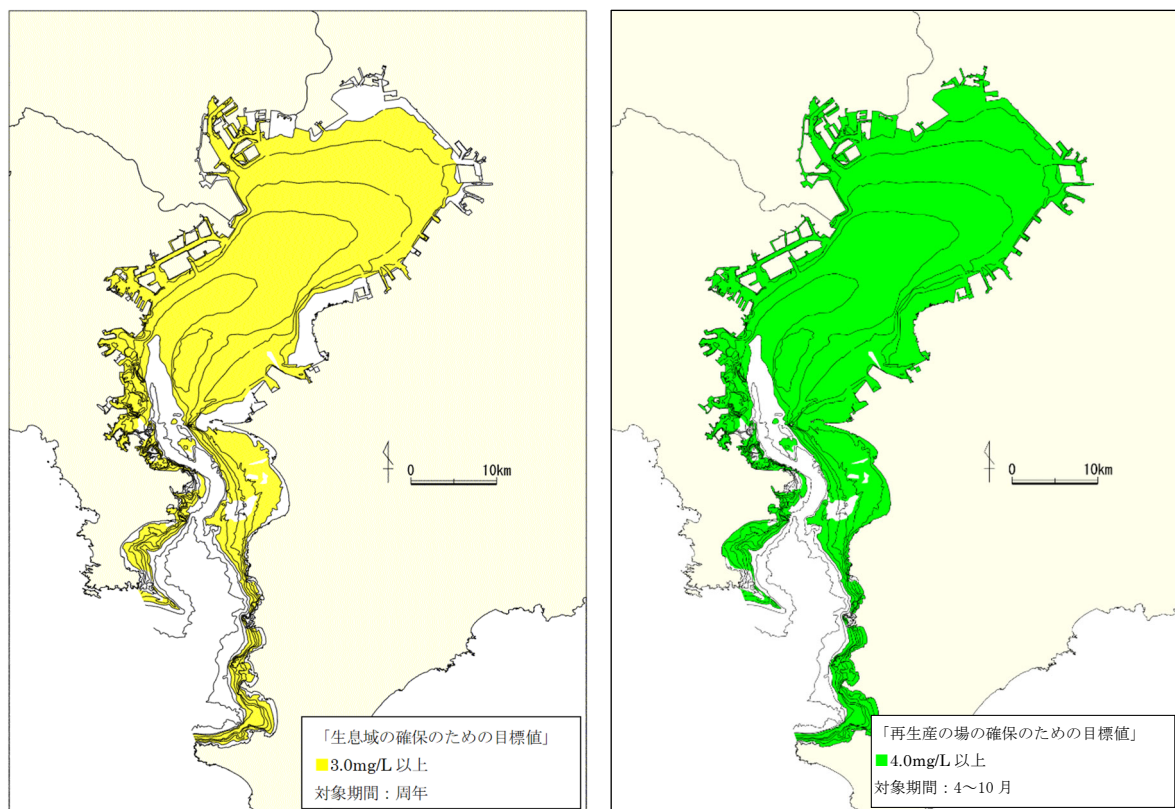 0 10km
「生息域の確保のための目標値」
3.0mg/L 以上
対象期間：周年
0 10km
「再生産の場の確保のための目標値」
4.0mg/L 以上
対象期間：4～10 月